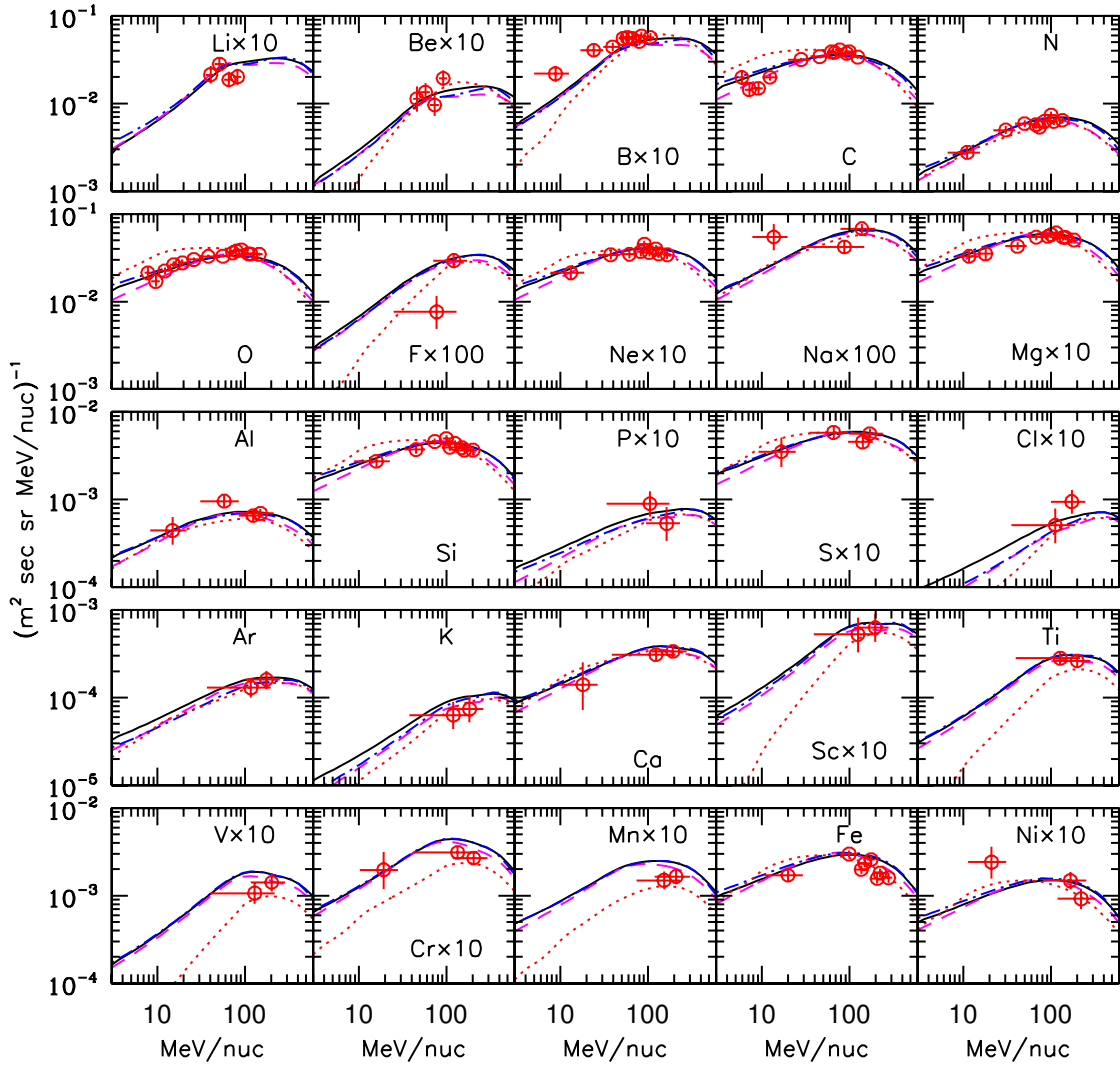 10⁻¹ Li×10 Be×10 N
10⁻²
B×10 C
10⁻³
10⁻¹
10⁻²
O F×100 Ne×10 Na×100 Mg×10
10⁻³
10⁻² Al P×10 Cl×10
10⁻³
Si S×10
10⁻⁴
10⁻³ Ar K Ti
10⁻⁴
Ca Sc×10
10⁻⁵
10⁻² V×10 Mn×10 Fe Ni×10
10⁻³
Cr×10
10⁻⁴
(m² sec sr MeV/nuc)⁻¹
10 100 10 100 10 100 10 100 10 100
MeV/nuc MeV/nuc MeV/nuc MeV/nuc MeV/nuc